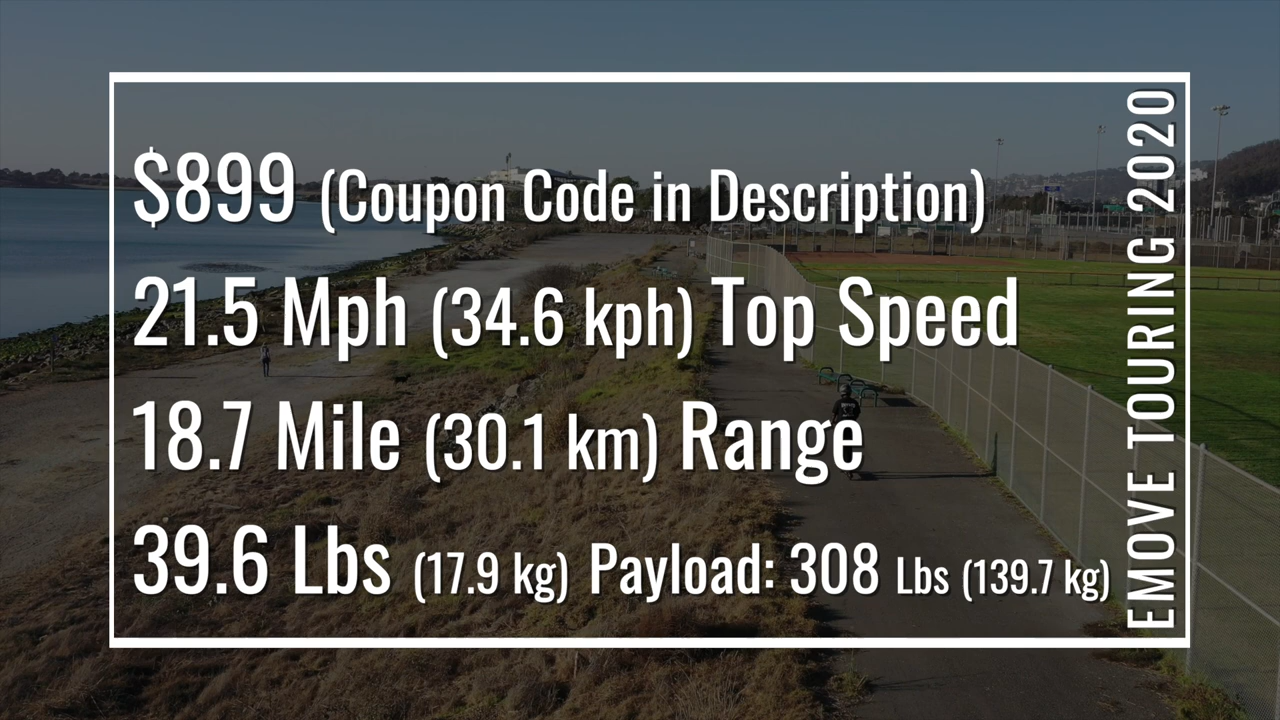 $899 (Coupon Code in Description)
21.5 Mph (34.6 kph) Top Speed
18.7 Mile (30.1 km) Range
39.6 Lbs (17.9 kg) Payload: 308 Lbs (139.7 kg)
EMOVE TOURING 2020